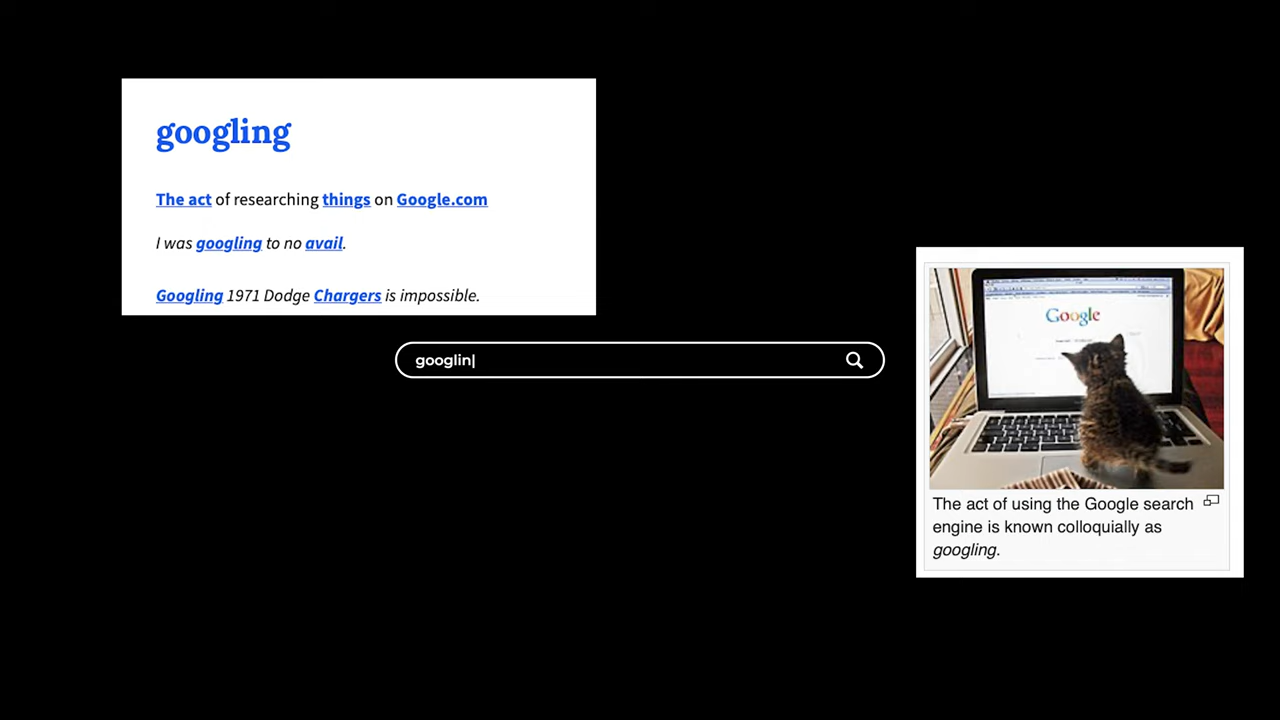 googling
The act of researching things on Google.com
I was googling to no avail.
Googling 1971 Dodge Chargers is impossible.
googlin|
Google
The act of using the Google search
engine is known colloquially as
googling.